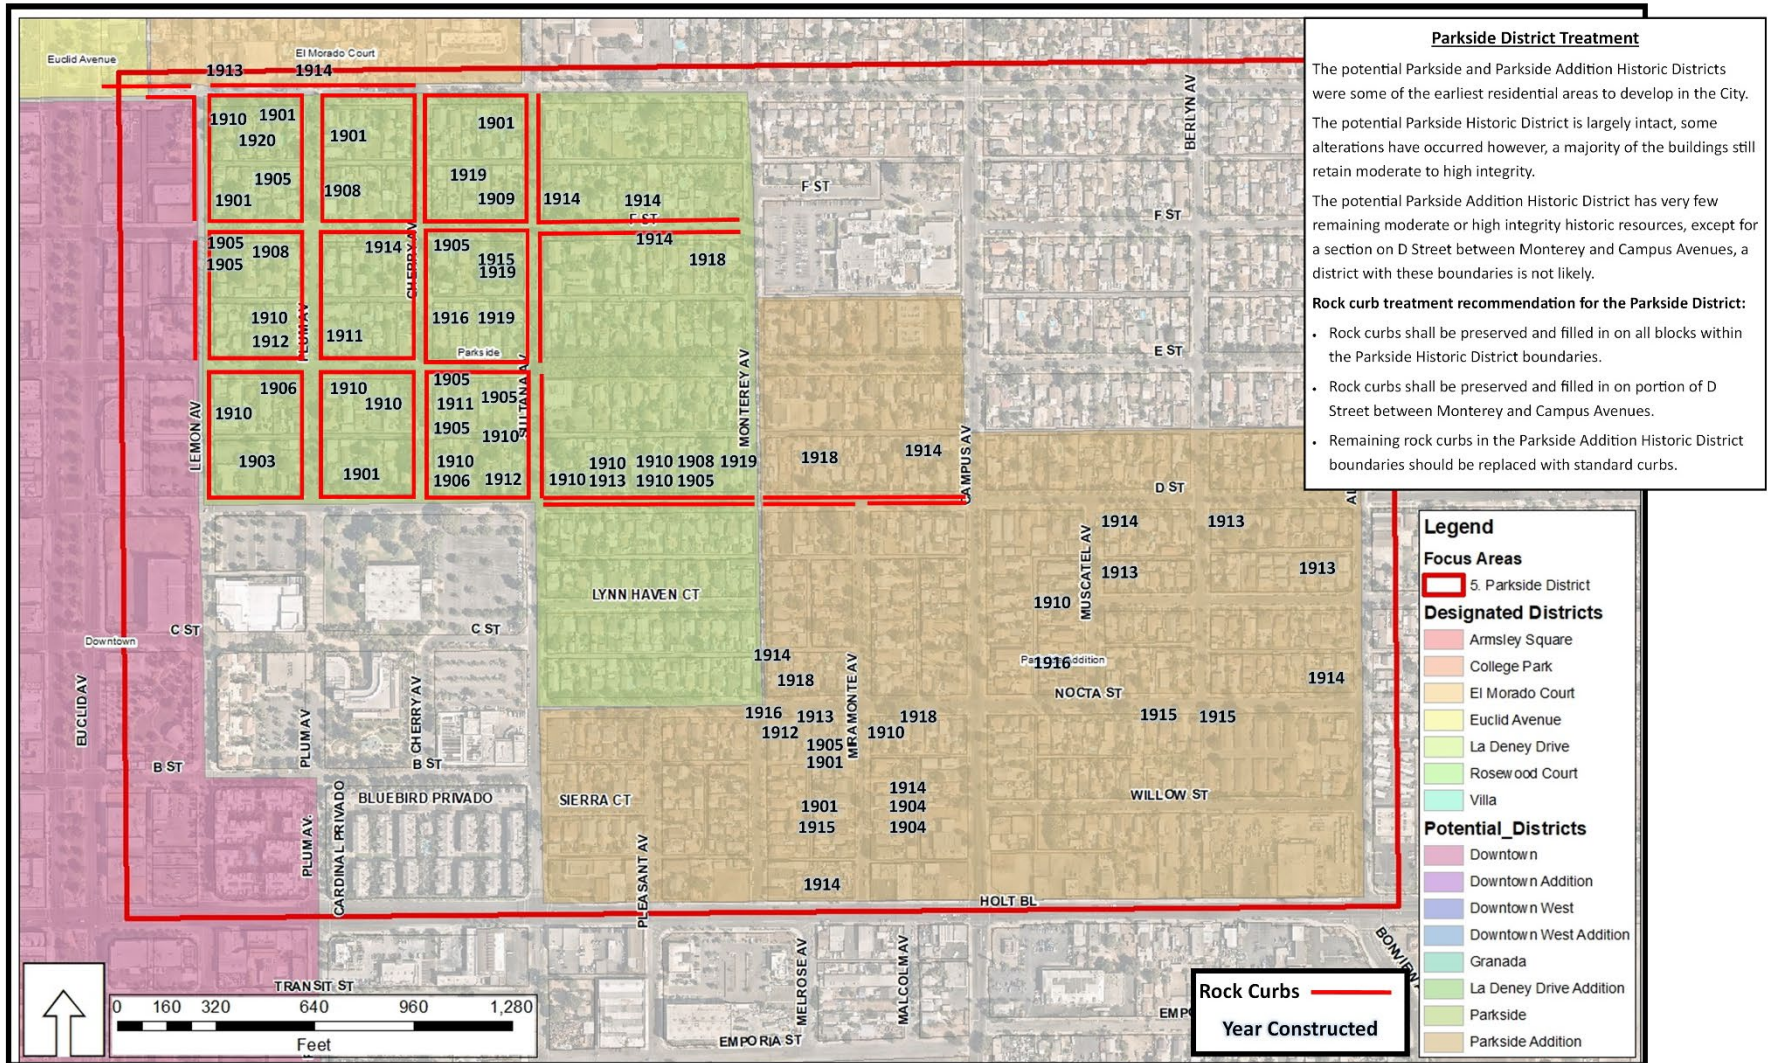 Parkside District Treatment
The potential Parkside and Parkside Addition Historic Districts
were some of the earliest residential areas to develop in the City.
The potential Parkside Historic District is largely intact, some
alterations have occurred however, a majority of the buildings still
retain moderate to high integrity.
The potential Parkside Addition Historic District has very few
remaining moderate or high integrity historic resources, except for
a section on D Street between Monterey and Campus Avenues, a
district with these boundaries is not likely.
Rock curb treatment recommendation for the Parkside District:
• Rock curbs shall be preserved and filled in on all blocks within
the Parkside Historic District boundaries.
• Rock curbs shall be preserved and filled in on portion of D
Street between Monterey and Campus Avenues.
• Remaining rock curbs in the Parkside Addition Historic District
boundaries should be replaced with standard curbs.
Euclid Avenue
El Morado Court
1913 1914
1910 1901
1920
1905
1901
1901
1908
1901
1919
1909
1914 1914
F ST
F ST
F ST
BERLYN AV
1905 1908
1905
1910
1912
PLUM AV
1914
CHERRY AV
1911
1905
1915
1919
1916 1919
Parkside
1914
1918
MONTEREY AV
E ST
LEMON AV
1906
1910
1903
1910
1910
1901
1905
1905
1911
1905
1910
1910
1906 1912
SULTANA AV
1910 1910 1908 1919
1910 1913 1910 1905
1918 1914
CAMPUS AV
D ST
1914 1913
MUSCATEL AV
1913 1913
1910
LYNN HAVEN CT
C ST
C ST
Downtown
EUCLID AV
PLUM AV
CHERRY AV
B ST
B ST
1914
1918
MIRAMONTE AV
1916
Parkside Addition
1914
NOCTA ST
1916 1913 1918
1912 1910
1905
1901
1915 1915
PLUM AV.
CARDINAL PRIVADO
BLUEBIRD PRIVADO
SIERRA CT
1914
1901 1904
1915 1904
WILLOW ST
1914
PLEASANT AV
HOLT BL
TRANSIT ST
MELROSE AV
MALCOLM AV
EMPORIA ST
0 160 320 640 960 1,280
Feet
Rock Curbs
Year Constructed
Legend
Focus Areas
5. Parkside District
Designated Districts
Armsley Square
College Park
El Morado Court
Euclid Avenue
La Deney Drive
Rosewood Court
Villa
Potential_Districts
Downtown
Downtown Addition
Downtown West
Downtown West Addition
Granada
La Deney Drive Addition
Parkside
Parkside Addition